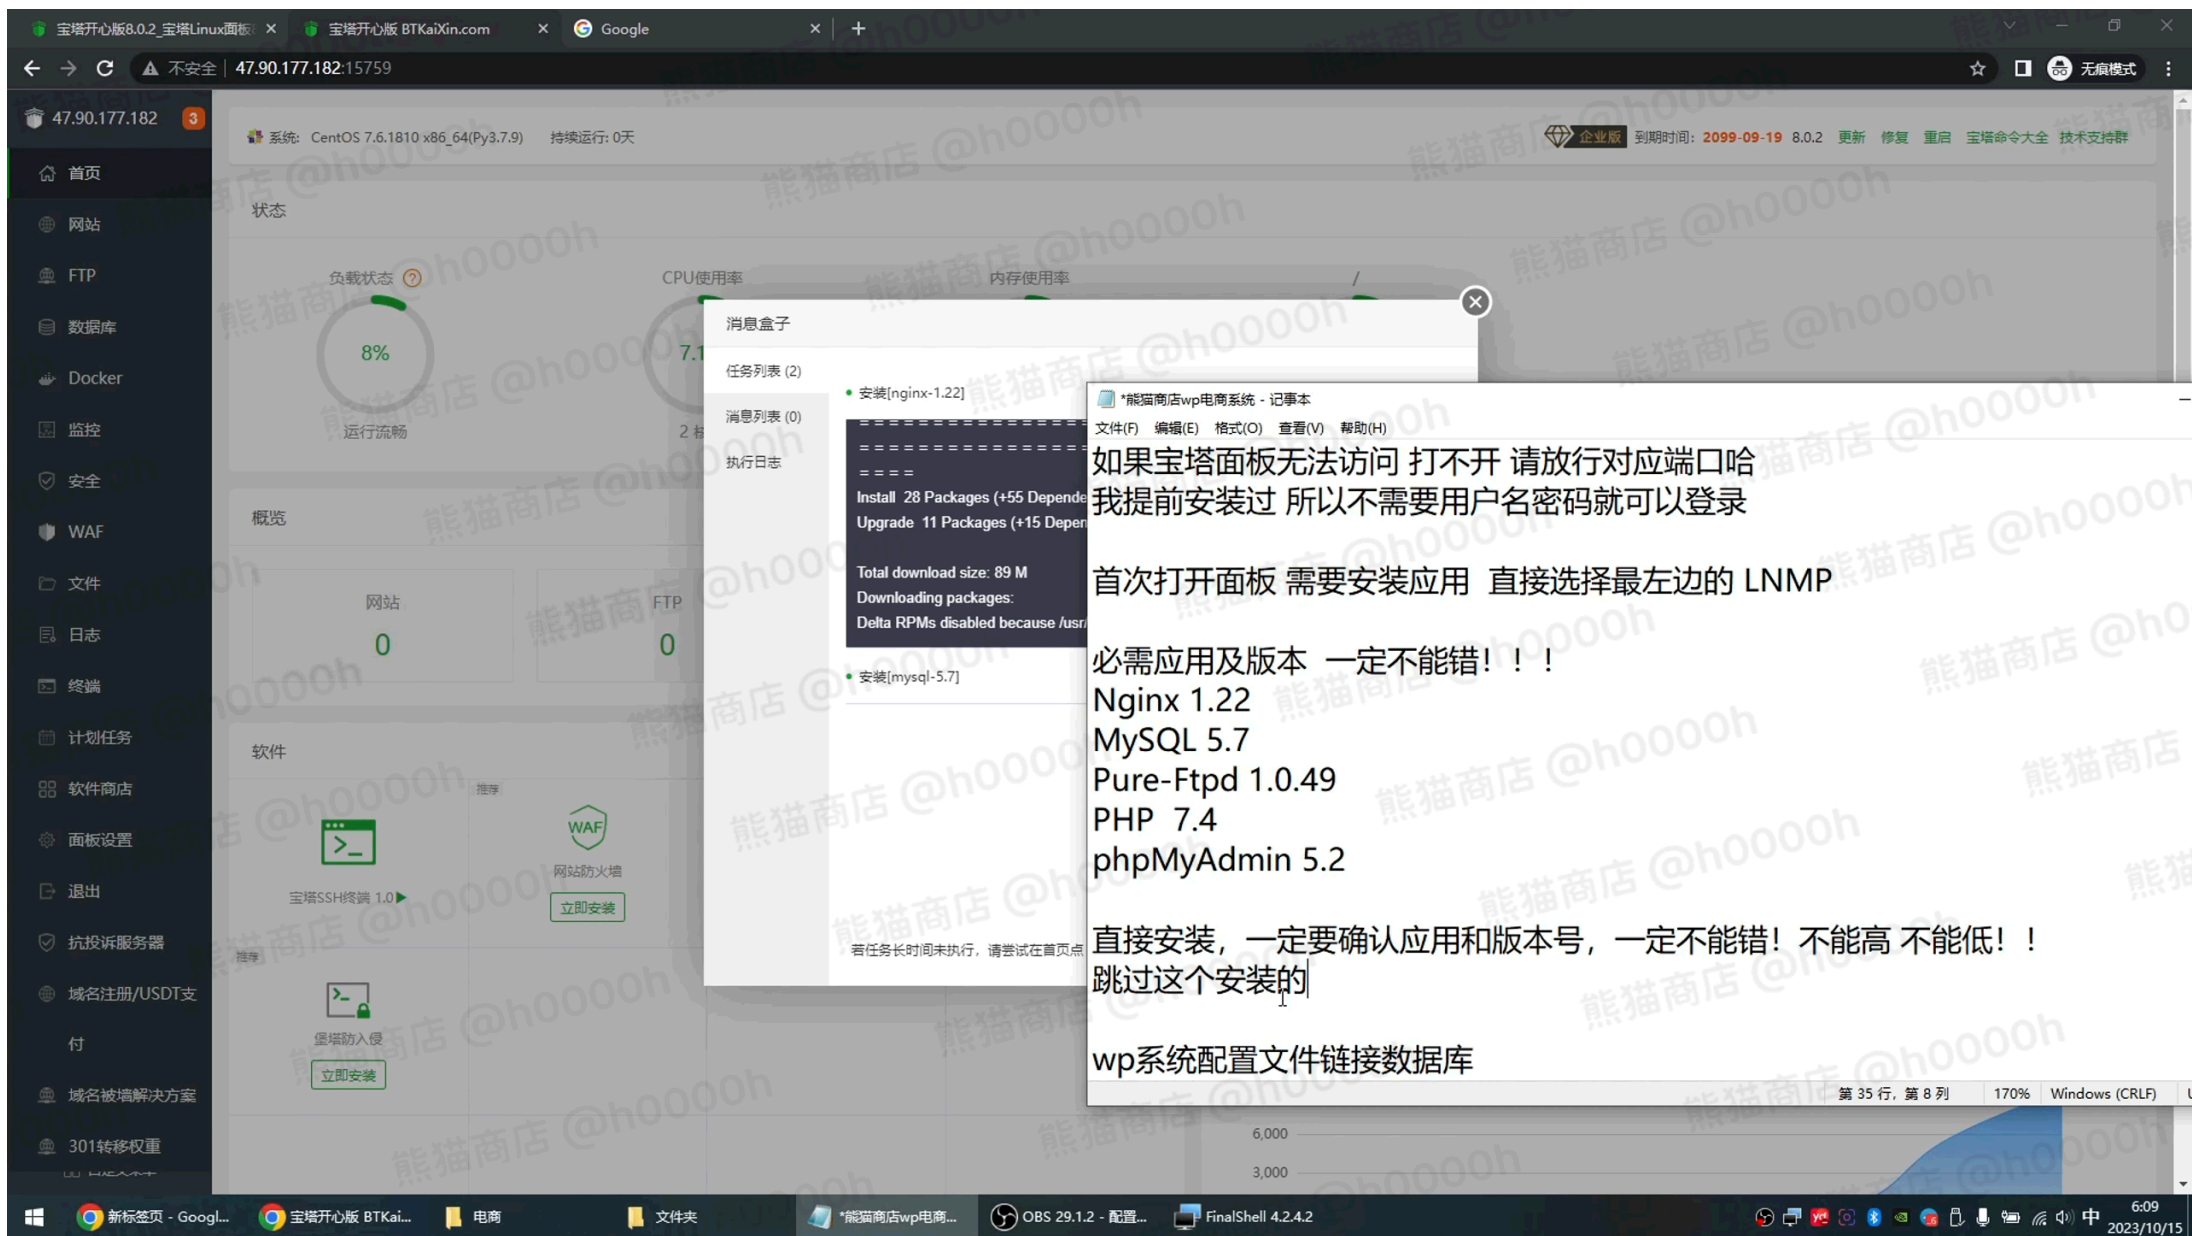 宝塔开心版8.0.2_宝塔Linux面板
宝塔开心版 BTKaiXin.com
Google
不安全
47.90.177.182:15759
无痕模式
47.90.177.182
3
系统: CentOS 7.6.1810 x86_64(Py3.7.9) 持续运行: 0天
企业版 到期时间: 2099-09-19 8.0.2 更新 修复 重启 宝塔命令大全 技术支持群
首页
网站
FTP
数据库
Docker
监控
安全
WAF
文件
日志
终端
计划任务
软件商店
面板设置
退出
抗投诉服务器
域名注册/USDT支
付
域名被墙解决方案
301转移权重
状态
负载状态
CPU使用率
内存使用率
/
8%
7.1
运行流畅
2 核
概览
网站
0
FTP
0
软件
推荐
宝塔SSH终端 1.0
WAF
网站防火墙
立即安装
推荐
堡塔防入侵
立即安装
消息盒子
任务列表 (2)
消息列表 (0)
执行日志
安装[nginx-1.22]
= = = = = = = = = = = = = = = = =
= = = = = = = = = = = = = = = = =
= = = =
Install 28 Packages (+55 Depende
Upgrade 11 Packages (+15 Depen
Total download size: 89 M
Downloading packages:
Delta RPMs disabled because /usr/
安装[mysql-5.7]
若任务长时间未执行，请尝试在首页点
*熊猫商店wp电商系统 - 记事本
文件(F) 编辑(E) 格式(O) 查看(V) 帮助(H)
如果宝塔面板无法访问 打不开 请放行对应端口哈
我提前安装过 所以不需要用户名密码就可以登录
首次打开面板 需要安装应用 直接选择最左边的 LNMP
必需应用及版本 一定不能错！！！
Nginx 1.22
MySQL 5.7
Pure-Ftpd 1.0.49
PHP 7.4
phpMyAdmin 5.2
直接安装，一定要确认应用和版本号，一定不能错！不能高 不能低！！
跳过这个安装的
wp系统配置文件链接数据库
第 35 行，第 8 列
170%
Windows (CRLF)
6,000
3,000
熊猫商店 @h0000h
新标签页 - Googl...
宝塔开心版 BTKai...
电商
文件夹
*熊猫商店wp电商...
OBS 29.1.2 - 配置...
FinalShell 4.2.4.2
中
6:09
2023/10/15